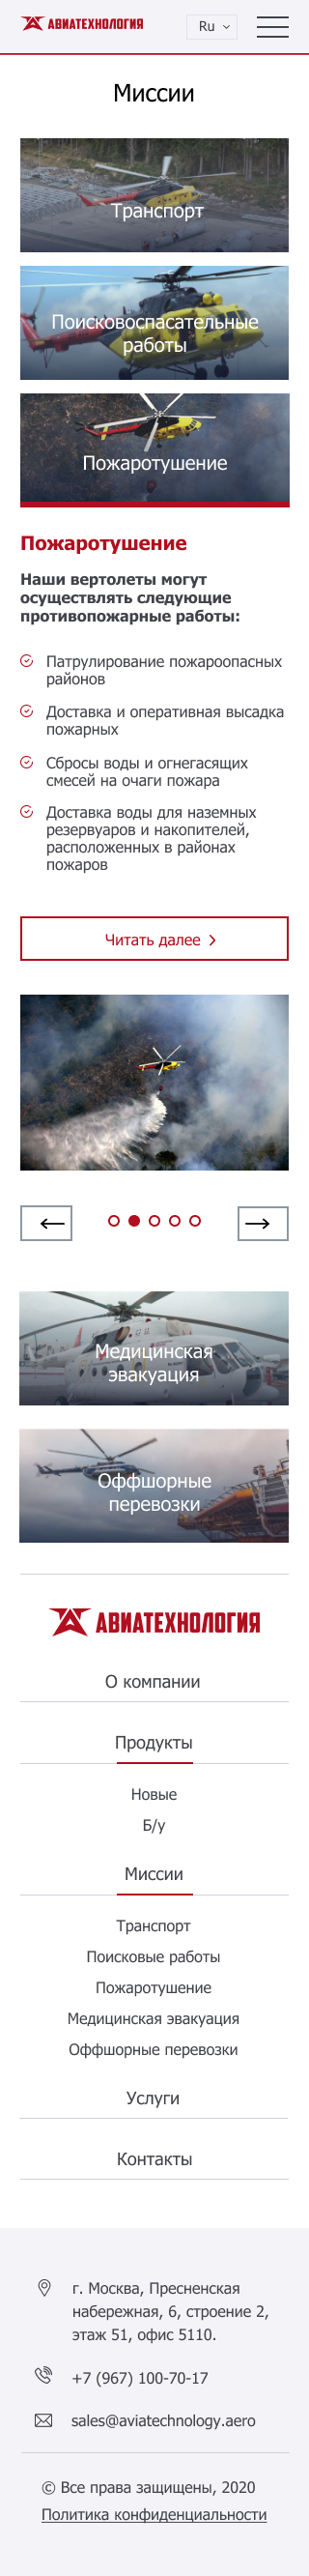 АВИАТЕХНОЛОГИЯ
Ru
Миссии
Транспорт
Поисковоспасательные
работы
Пожаротушение
Пожаротушение
Наши вертолеты могут
осуществлять следующие
противопожарные работы:
Патрулирование пожароопасных
районов
Доставка и оперативная высадка
пожарных
Сбросы воды и огнегасящих
смесей на очаги пожара
Доставка воды для наземных
резервуаров и накопителей,
расположенных в районах
пожаров
Читать далее
Медицинская
эвакуация
Оффшорные
перевозки
АВИАТЕХНОЛОГИЯ
О компании
Продукты
Новые
Б/у
Миссии
Транспорт
Поисковые работы
Пожаротушение
Медицинская эвакуация
Оффшорные перевозки
Услуги
Контакты
г. Москва, Пресненская
набережная, 6, строение 2,
этаж 51, офис 5110.
+7 (967) 100-70-17
sales@aviatechnology.aero
© Все права защищены, 2020
Политика конфиденциальности